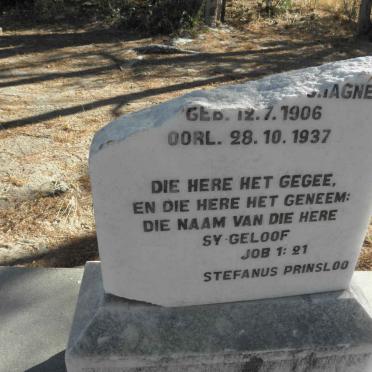 GEB. 12.7.1906
OORL. 28.10.1937
DIE HERE HET GEGEE,
EN DIE HERE HET GENEEM:
DIE NAAM VAN DIE HERE
SY GELOOF
JOB 1:21
STEFANUS PRINSLOO